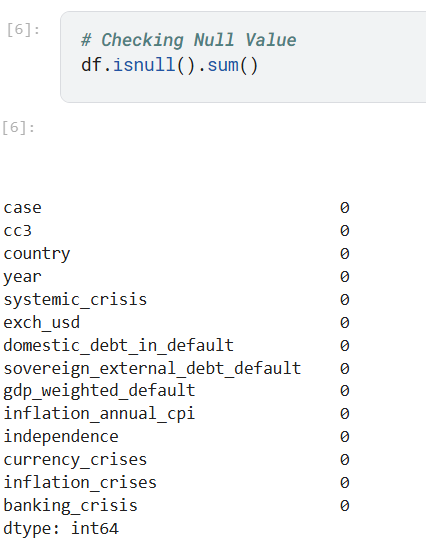 [6]:
# Checking Null Value
df.isnull().sum()
[6]:
case 0
cc3 0
country 0
year 0
systemic_crisis 0
exch_usd 0
domestic_debt_in_default 0
sovereign_external_debt_default 0
gdp_weighted_default 0
inflation_annual_cpi 0
independence 0
currency_crises 0
inflation_crises 0
banking_crisis 0
dtype: int64